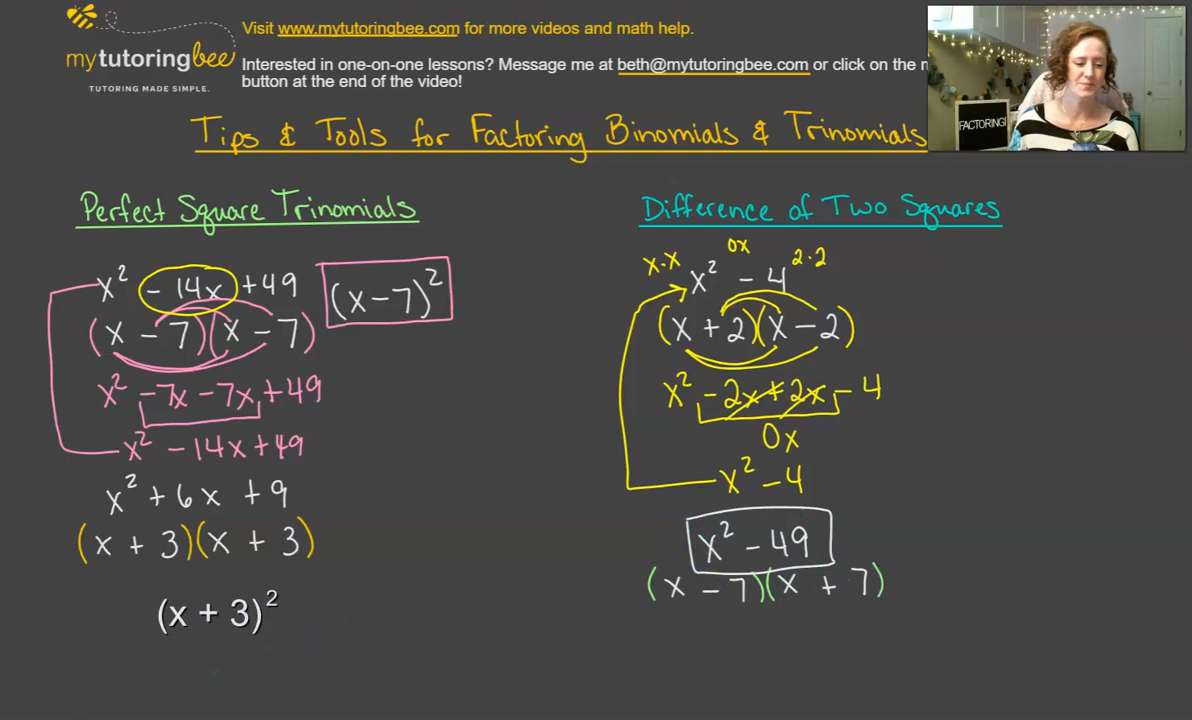 Visit www.mytutoringbee.com for more videos and math help.
mytutoringbee
TUTORING MADE SIMPLE.
Interested in one-on-one lessons? Message me at beth@mytutoringbee.com or click on the
button at the end of the video!
FACTORING!
Tips & Tools for Factoring Binomials & Trinomials
Perfect Square Trinomials
x² - 14x + 49
(x - 7)²
(x - 7)(x - 7)
x² - 7x - 7x + 49
x² - 14x + 49
x² + 6x + 9
(x + 3)(x + 3)
(x + 3)²
Difference of Two Squares
x·x 0x 2·2
x² - 4
(x + 2)(x - 2)
x² - 2x + 2x - 4
0x
x² - 4
x² - 49
(x - 7)(x + 7)